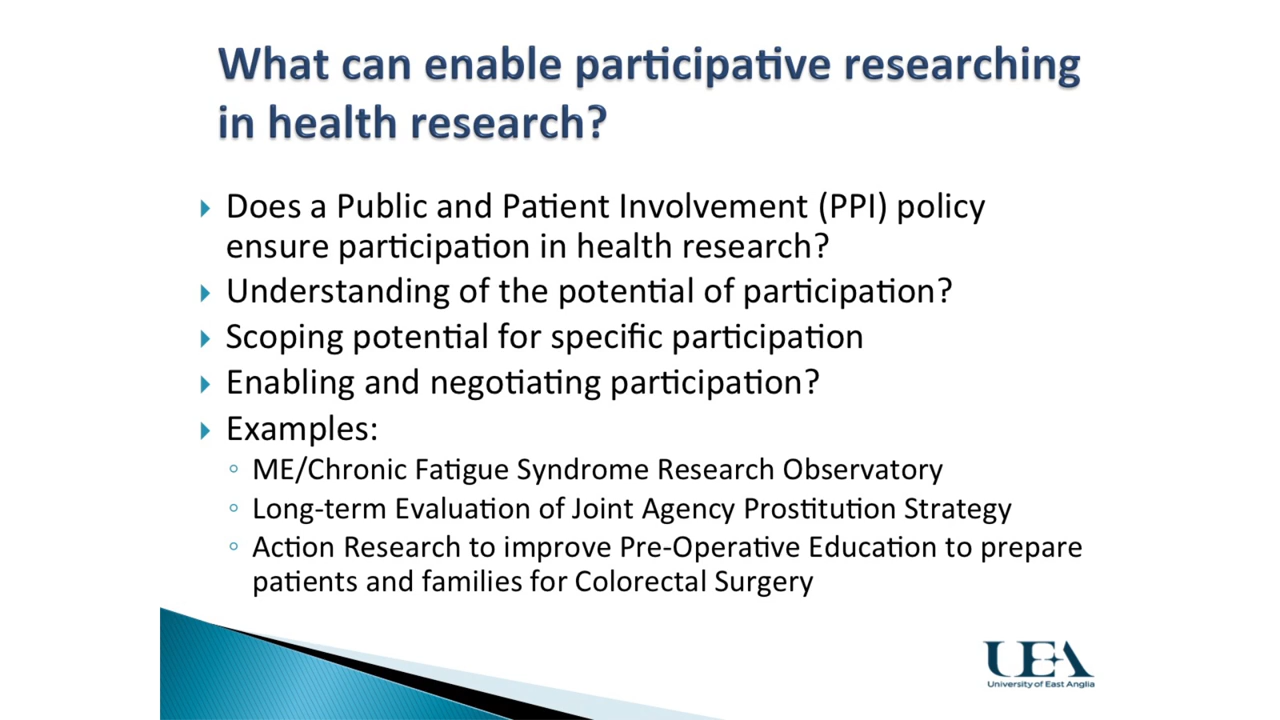 What can enable participative researching
in health research?
Does a Public and Patient Involvement (PPI) policy
ensure participation in health research?
Understanding of the potential of participation?
Scoping potential for specific participation
Enabling and negotiating participation?
Examples:
ME/Chronic Fatigue Syndrome Research Observatory
Long-term Evaluation of Joint Agency Prostitution Strategy
Action Research to improve Pre-Operative Education to prepare
patients and families for Colorectal Surgery
UEA
University of East Anglia